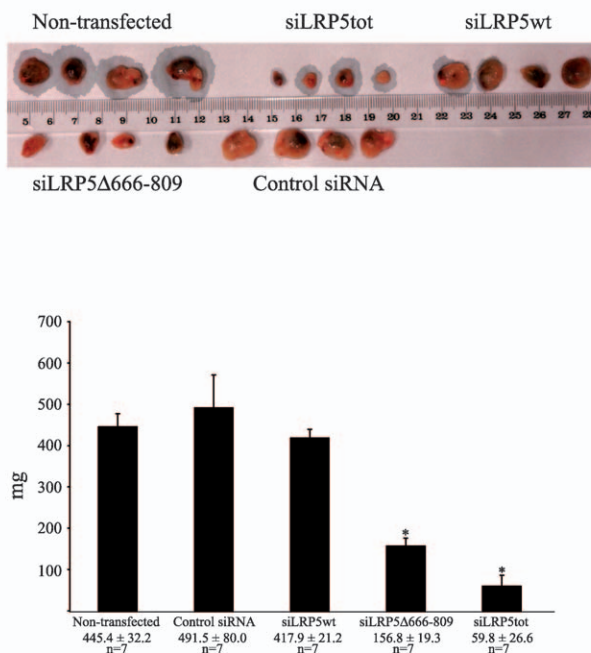 Non-transfected siLRP5tot siLRP5wt
5 6 7 8 9 10 11 12 13 14 15 16 17 18 19 20 21 22 23 24 25 26 27 28
siLRP5Δ666-809 Control siRNA
700
600
500
400
300
200
100
mg
* *
Non-transfected Control siRNA siLRP5wt siLRP5Δ666-809 siLRP5tot
445.4 ± 32.2 491.5 ± 80.0 417.9 ± 21.2 156.8 ± 19.3 59.8 ± 26.6
n=7 n=7 n=7 n=7 n=7